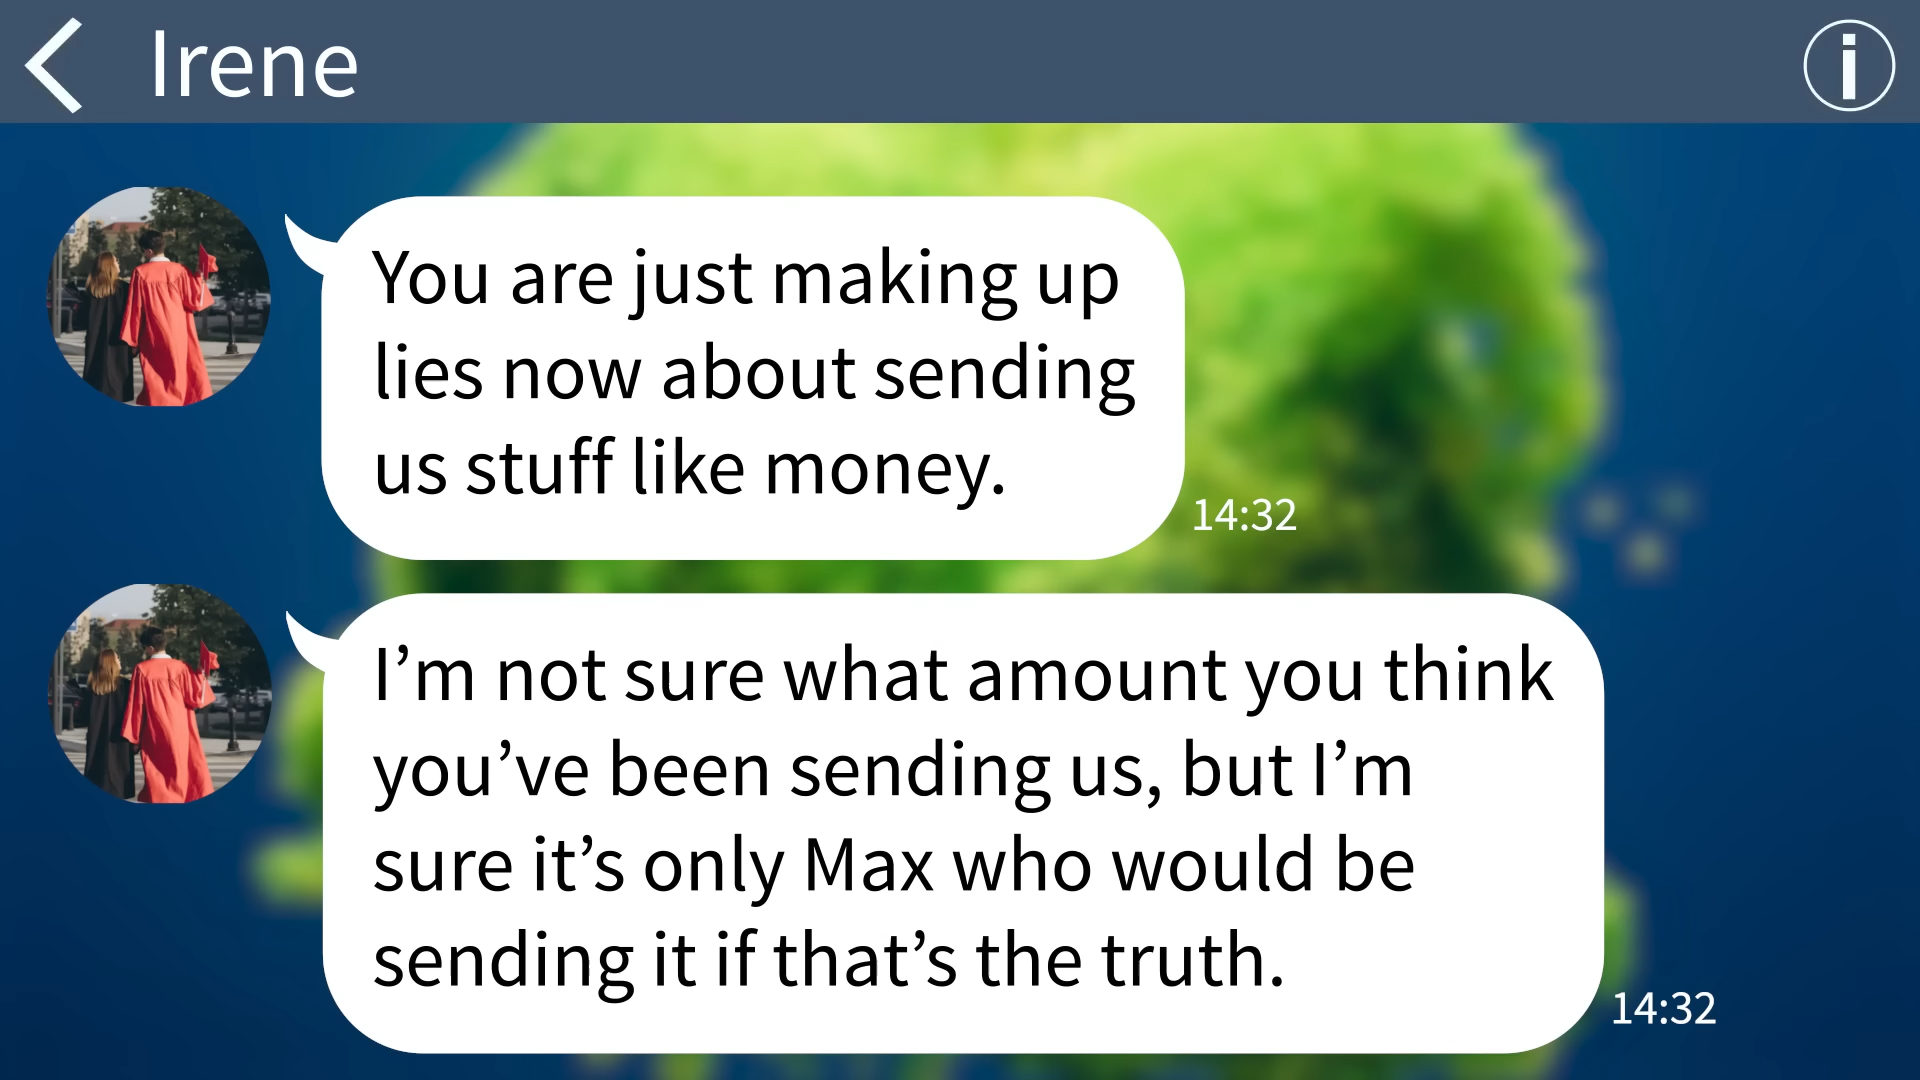 Irene
You are just making up
lies now about sending
us stuff like money.
14:32
I’m not sure what amount you think
you’ve been sending us, but I’m
sure it’s only Max who would be
sending it if that’s the truth.
14:32